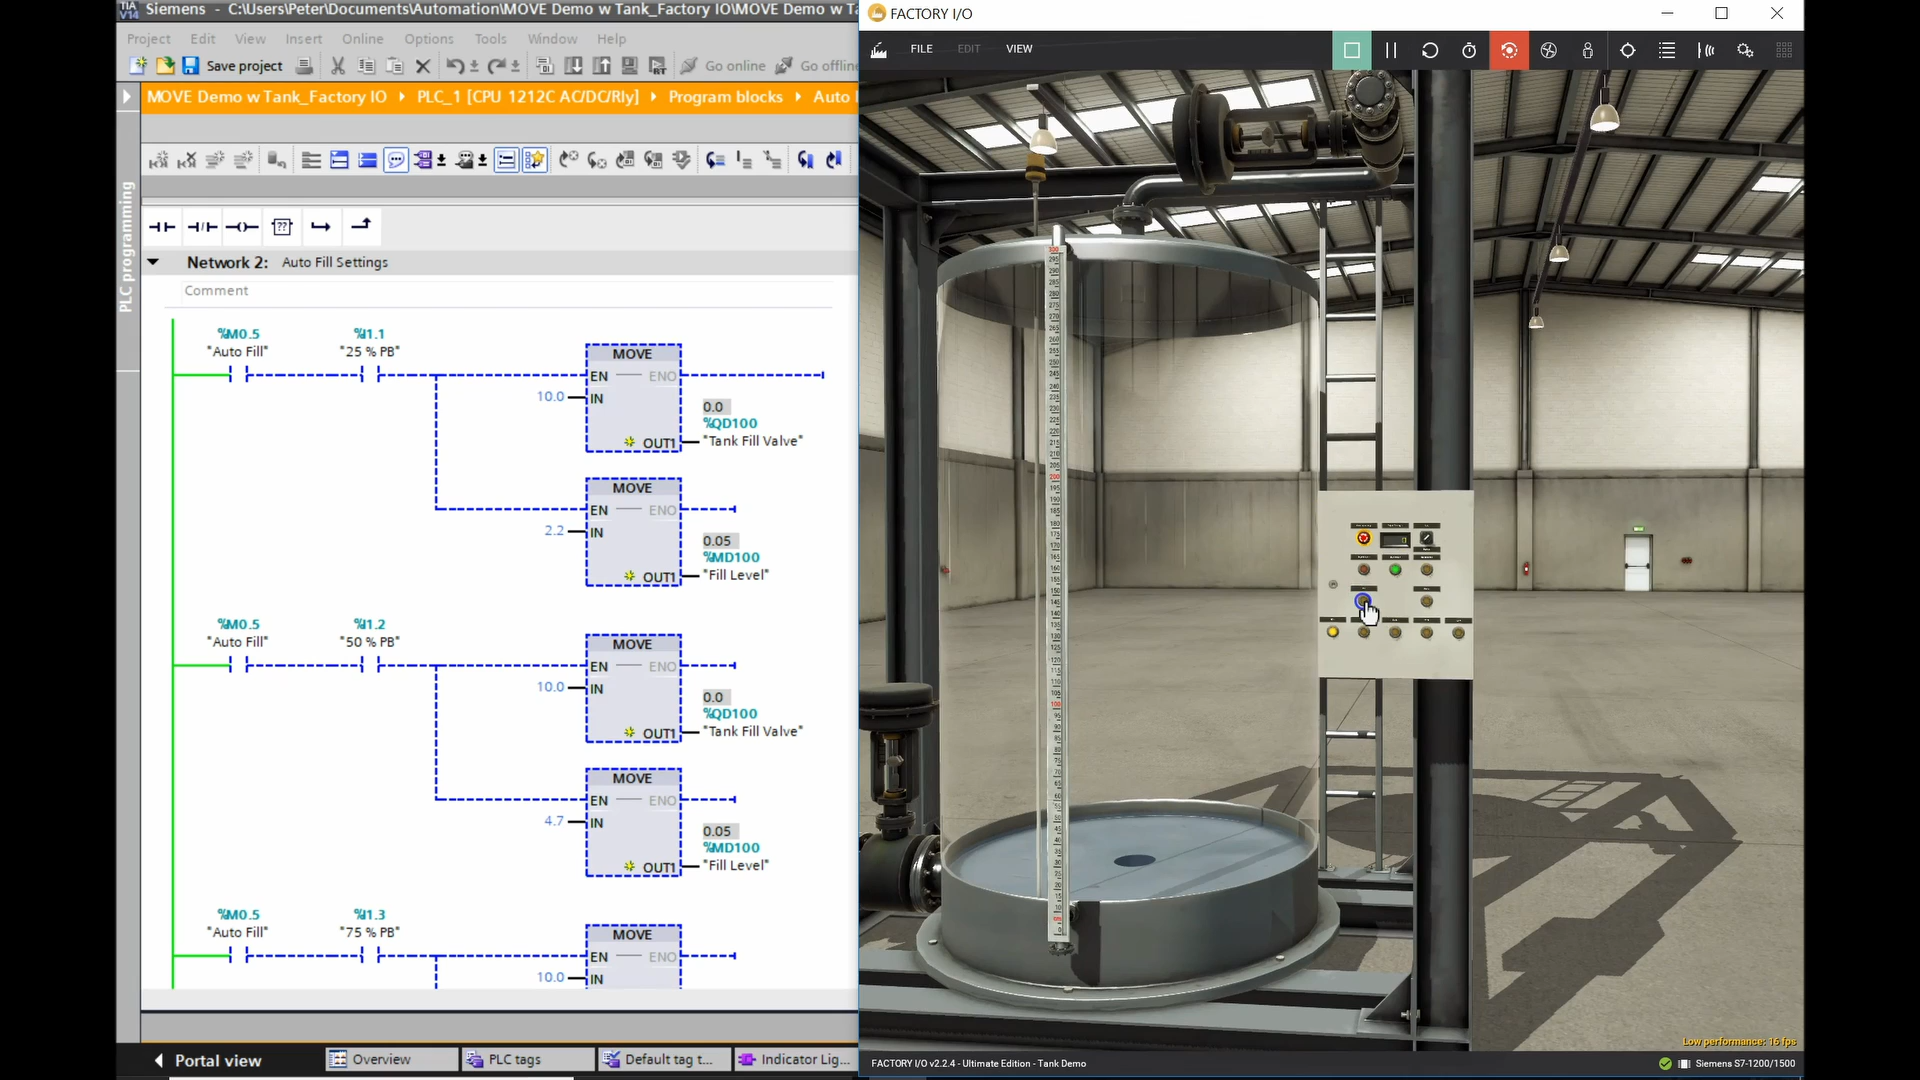 TIA
V14
Siemens - C:\Users\Peter\Documents\Automation\MOVE Demo w Tank_Factory IO\MOVE Demo w Ta
Project Edit View Insert Online Options Tools Window Help
Save project
Go online
Go offline
MOVE Demo w Tank_Factory IO
PLC_1 [CPU 1212C AC/DC/Rly]
Program blocks
Auto
PLC programming
??
Network 2: Auto Fill Settings
Comment
%M0.5
"Auto Fill"
%I1.1
"25 % PB"
MOVE
EN ENO
10.0 IN
OUT1
0.0
%QD100
"Tank Fill Valve"
MOVE
EN ENO
2.2 IN
OUT1
0.05
%MD100
"Fill Level"
%M0.5
"Auto Fill"
%I1.2
"50 % PB"
MOVE
EN ENO
10.0 IN
OUT1
0.0
%QD100
"Tank Fill Valve"
MOVE
EN ENO
4.7 IN
OUT1
0.05
%MD100
"Fill Level"
%M0.5
"Auto Fill"
%I1.3
"75 % PB"
MOVE
EN ENO
10.0 IN
Portal view
Overview
PLC tags
Default tag t...
Indicator Lig...
FACTORY I/O
FILE EDIT VIEW
300
200
100
Low performance: 16 fps
FACTORY I/O v2.2.4 - Ultimate Edition - Tank Demo
Siemens S7-1200/1500